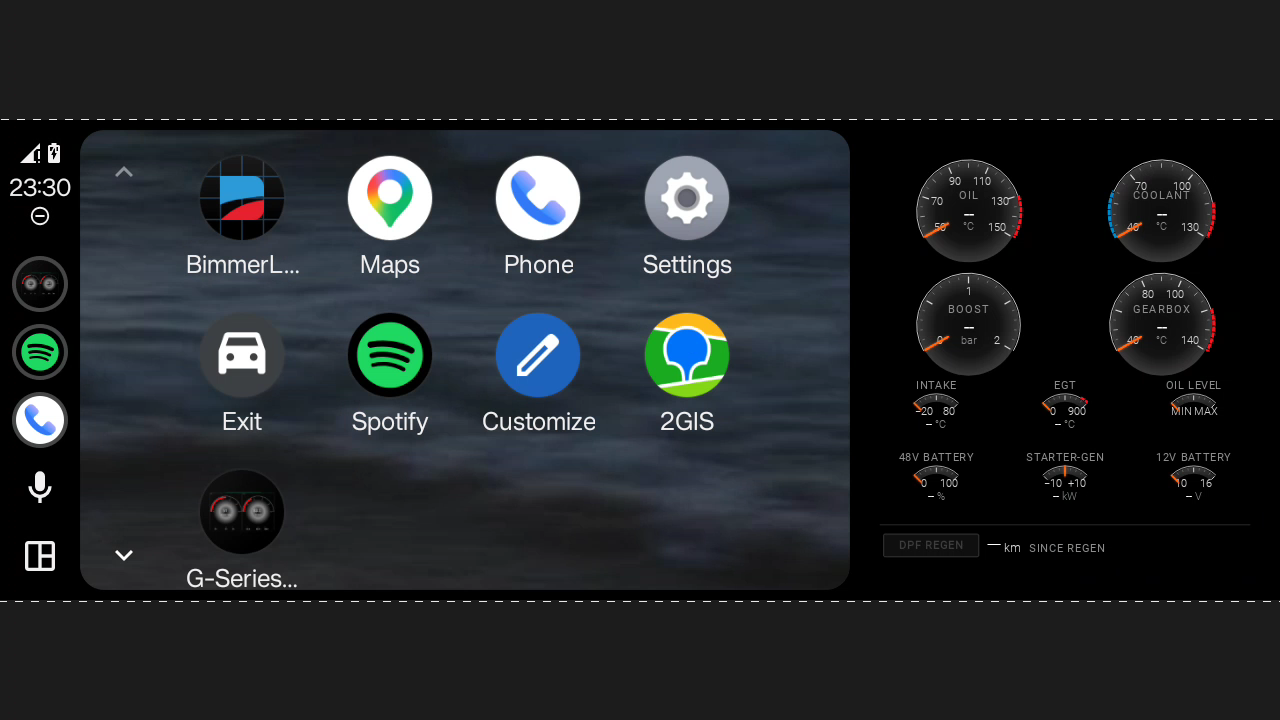 23:30
BimmerL...
Maps
Phone
Settings
Exit
Spotify
Customize
2GIS
G-Series...
90 110
OIL
70 130
--
50 °C 150
70 100
COOLANT
--
40 °C 130
1
BOOST
--
0 bar 2
80 100
GEARBOX
--
40 °C 140
INTAKE
-20 80
-- °C
EGT
0 900
-- °C
OIL LEVEL
MIN MAX
48V BATTERY
0 100
-- %
STARTER-GEN
-10 +10
-- kW
12V BATTERY
10 16
-- V
DPF REGEN
-- km SINCE REGEN